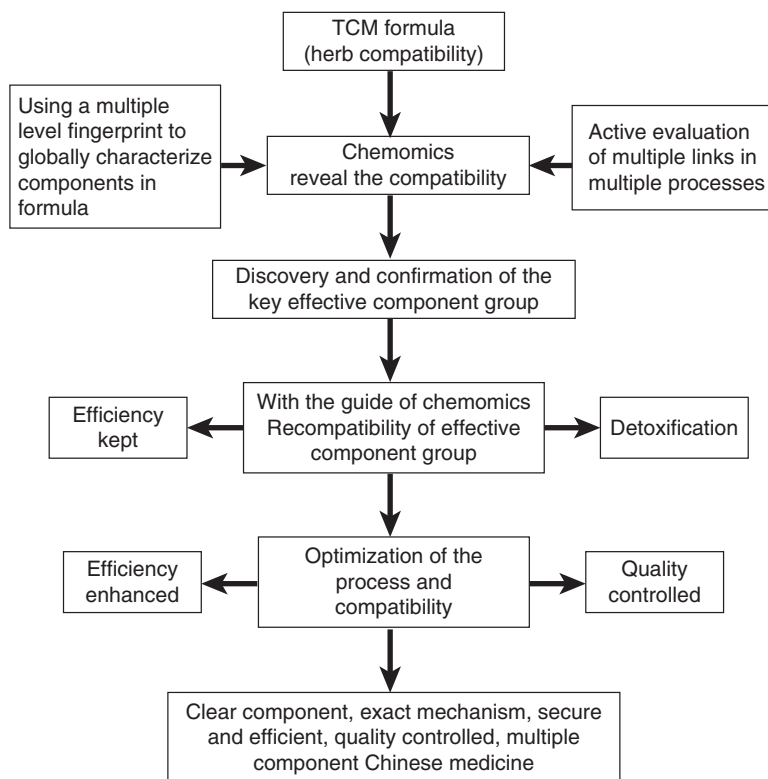 TCM formula
(herb compatibility)
Using a multiple
level fingerprint to
globally characterize
components in
formula
Chemomics
reveal the compatibility
Active evaluation
of multiple links in
multiple processes
Discovery and confirmation of the
key effective component group
Efficiency
kept
With the guide of chemomics
Recompatibility of effective
component group
Detoxification
Efficiency
enhanced
Optimization of the
process and
compatibility
Quality
controlled
Clear component, exact mechanism, secure
and efficient, quality controlled, multiple
component Chinese medicine